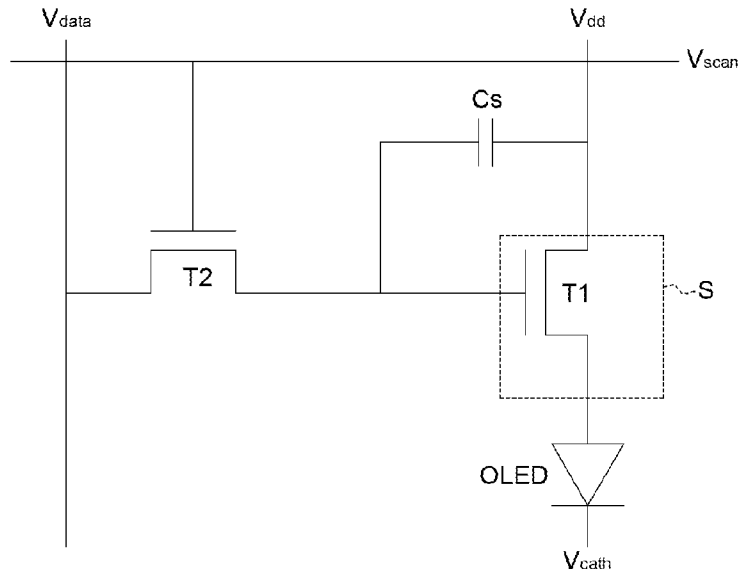 Vdata
Vdd
Vscan
Cs
T2
T1
S
OLED
Vcath